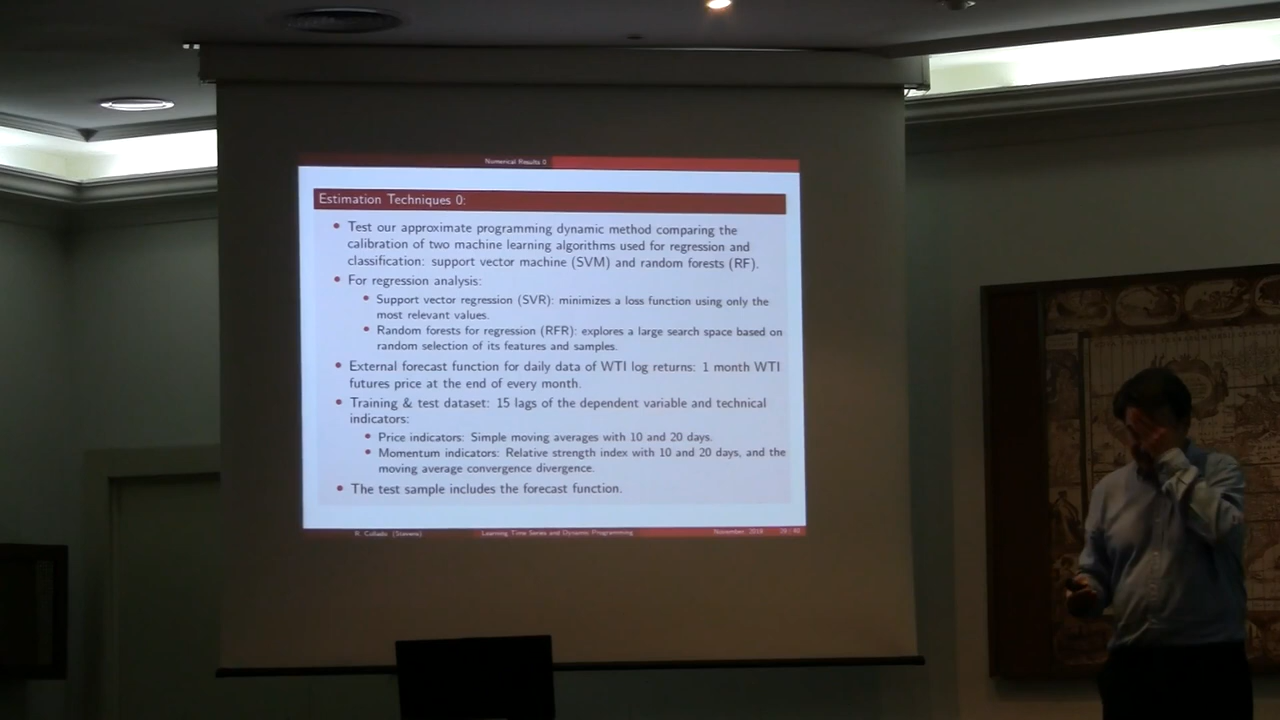 Numerical Results 0
Estimation Techniques 0:
• Test our approximate programming dynamic method comparing the
calibration of two machine learning algorithms used for regression and
classification: support vector machine (SVM) and random forests (RF).
• For regression analysis:
• Support vector regression (SVR): minimizes a loss function using only the
most relevant values.
• Random forests for regression (RFR): explores a large search space based on
random selection of its features and samples.
• External forecast function for daily data of WTI log returns: 1 month WTI
futures price at the end of every month.
• Training & test dataset: 15 lags of the dependent variable and technical
indicators:
• Price indicators: Simple moving averages with 10 and 20 days.
• Momentum indicators: Relative strength index with 10 and 20 days, and the
moving average convergence divergence.
• The test sample includes the forecast function.
R. Collado (Stevens) Learning Time Series and Dynamic Programming November, 2019